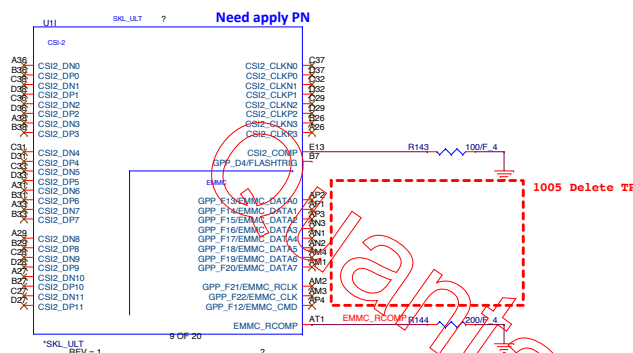 Need apply PN
U1I
SKL_ULT
?
CSI-2
A36
CSI2_DN0
B36
CSI2_DP0
C38
CSI2_DN1
D38
CSI2_DP1
C36
CSI2_DN2
D36
CSI2_DP2
A38
CSI2_DN3
B38
CSI2_DP3
C31
CSI2_DN4
D31
CSI2_DP4
C33
CSI2_DN5
D33
CSI2_DP5
A31
CSI2_DN6
B31
CSI2_DP6
A33
CSI2_DN7
B33
CSI2_DP7
A29
CSI2_DN8
B29
CSI2_DP8
C28
CSI2_DN9
D28
CSI2_DP9
A27
CSI2_DN10
B27
CSI2_DP10
C27
CSI2_DN11
D27
CSI2_DP11
CSI2_CLKN0
C37
CSI2_CLKP0
D37
CSI2_CLKN1
C32
CSI2_CLKP1
D32
CSI2_CLKN2
C29
CSI2_CLKP2
D29
CSI2_CLKN3
B26
CSI2_CLKP3
A26
CSI2_COMP
E13
R143
100/F_4
GPP_D4/FLASHTRIG
B7
EMMC
GPP_F13/EMMC_DATA0
AP2
GPP_F14/EMMC_DATA1
AP1
GPP_F15/EMMC_DATA2
AP3
GPP_F16/EMMC_DATA3
AN3
GPP_F17/EMMC_DATA4
AN1
GPP_F18/EMMC_DATA5
AN2
GPP_F19/EMMC_DATA6
AM4
GPP_F20/EMMC_DATA7
AM1
GPP_F21/EMMC_RCLK
AM2
GPP_F22/EMMC_CLK
AM3
GPP_F12/EMMC_CMD
AP4
EMMC_RCOMP
AT1
EMMC_RCOMP
R144
200/F_4
1005 Delete TP
9 OF 20
*SKL_ULT
REV = 1
?